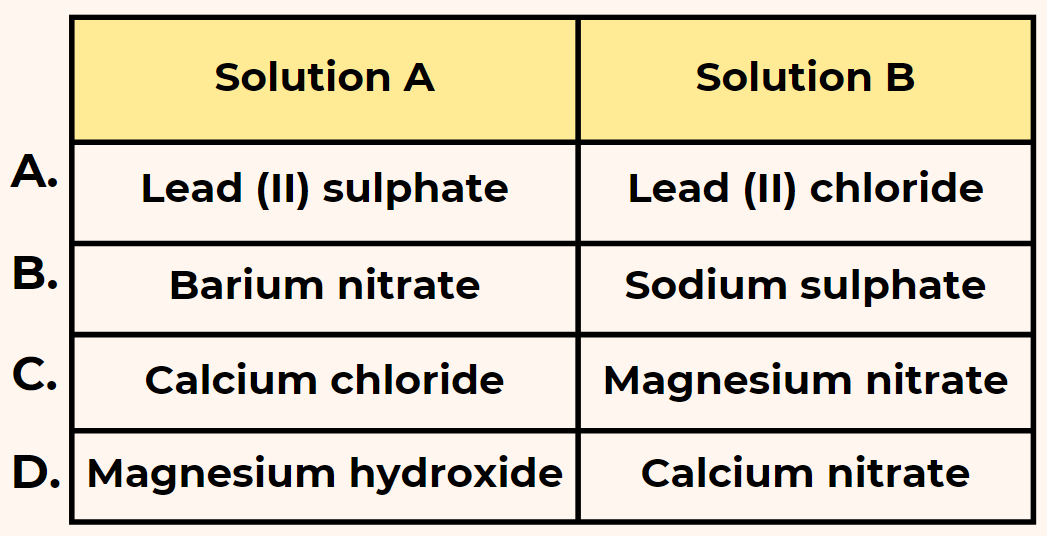 Solution A Solution B
A. Lead (II) sulphate Lead (II) chloride
B. Barium nitrate Sodium sulphate
C. Calcium chloride Magnesium nitrate
D. Magnesium hydroxide Calcium nitrate